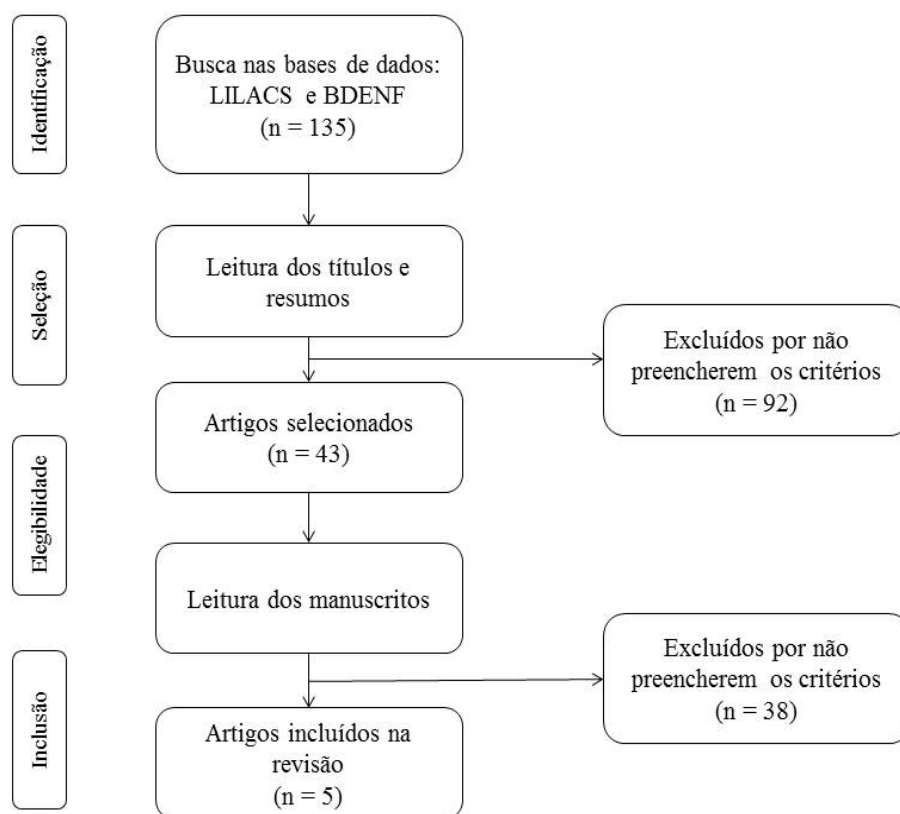 Identificação
Busca nas bases de dados:
LILACS e BDENF
(n = 135)
Seleção
Leitura dos títulos e
resumos
Excluídos por não
preencherem os critérios
(n = 92)
Artigos selecionados
(n = 43)
Elegibilidade
Leitura dos manuscritos
Excluídos por não
preencherem os critérios
(n = 38)
Inclusão
Artigos incluídos na
revisão
(n = 5)